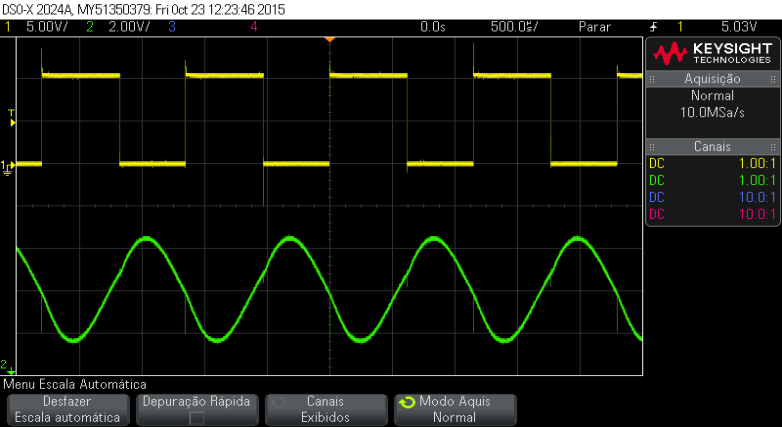 DSO-X 2024A, MY51350379: Fri Oct 23 12:23:46 2015
1 5.00V/ 2 2.00V/ 3 4 0.0s 500.0µs/ Parar 1 5.03V
KEYSIGHT
TECHNOLOGIES
Aquisição
Normal
10.0MSa/s
Canais
DC 1.00:1
DC 1.00:1
DC 10.0:1
DC 10.0:1
T
1
2
Menu Escala Automática
Desfazer
Escala automática
Depuração Rápida
Canais
Exibidos
Modo Aquis
Normal